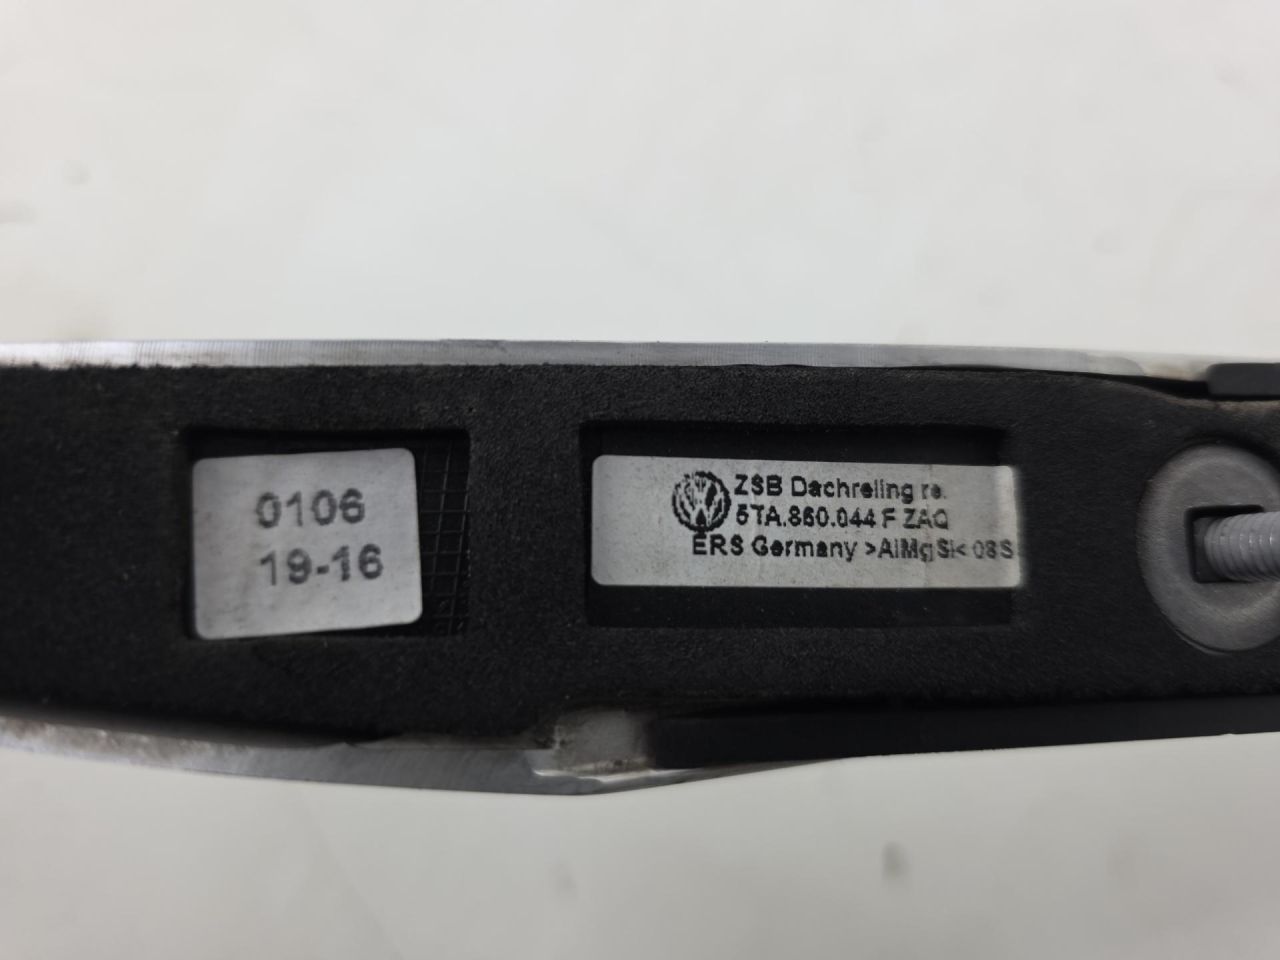 0106
19-16
ZSB Dachreling re.
5TA.860.044 F ZAQ
ERS Germany >AlMgSi< 08S